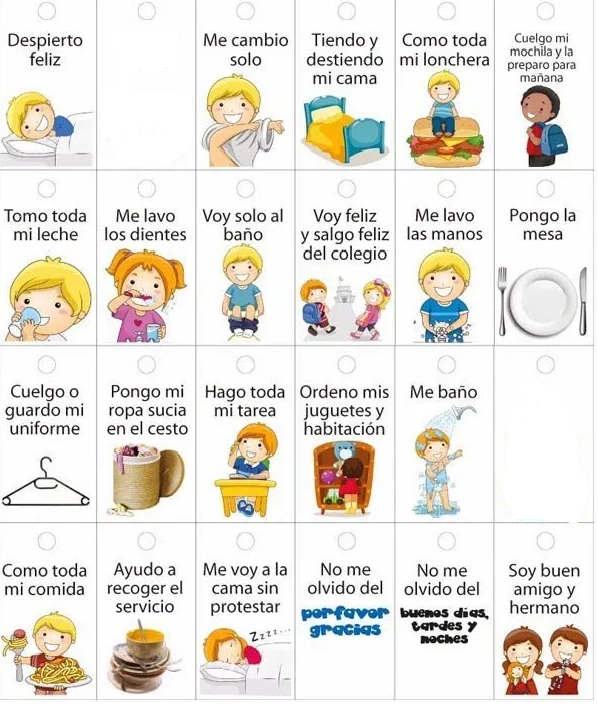 Despierto
feliz
Me cambio
solo
Tiendo y
destiendo
mi cama
Como toda
mi lonchera
Cuelgo mi
mochila y la
preparo para
mañana
Tomo toda
mi leche
Me lavo
los dientes
Voy solo al
baño
Voy feliz
y salgo feliz
del colegio
Me lavo
las manos
Pongo la
mesa
Cuelgo o
guardo mi
uniforme
Pongo mi
ropa sucia
en el cesto
Hago toda
mi tarea
Ordeno mis
juguetes y
habitación
Me baño
Como toda
mi comida
Ayudo a
recoger el
servicio
Me voy a la
cama sin
protestar
Zzzz...
No me
olvido del
porfavor
gracias
No me
olvido del
buenos dias,
tardes y
noches
Soy buen
amigo y
hermano